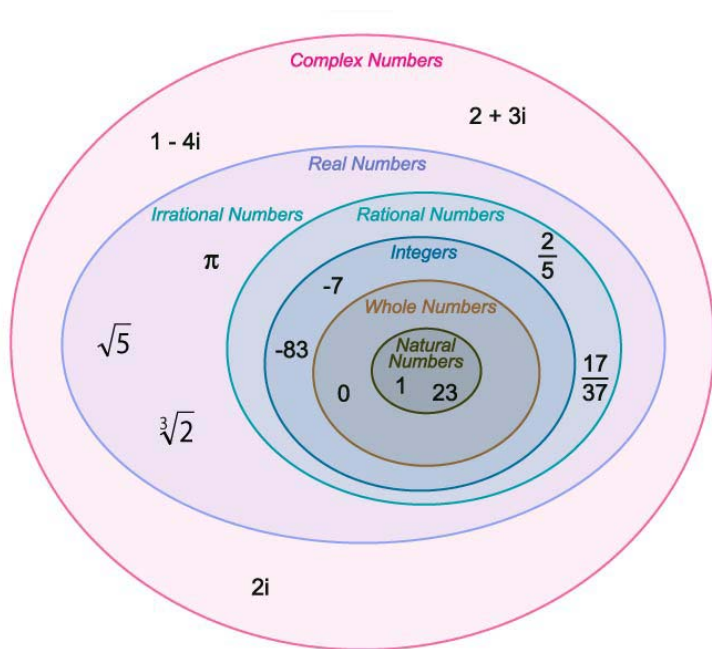 Complex Numbers
2 + 3i
1 - 4i
Real Numbers
Irrational Numbers
Rational Numbers
π
2/5
Integers
-7
Whole Numbers
√5
-83
Natural
Numbers
17/37
0
1
23
∛2
2i